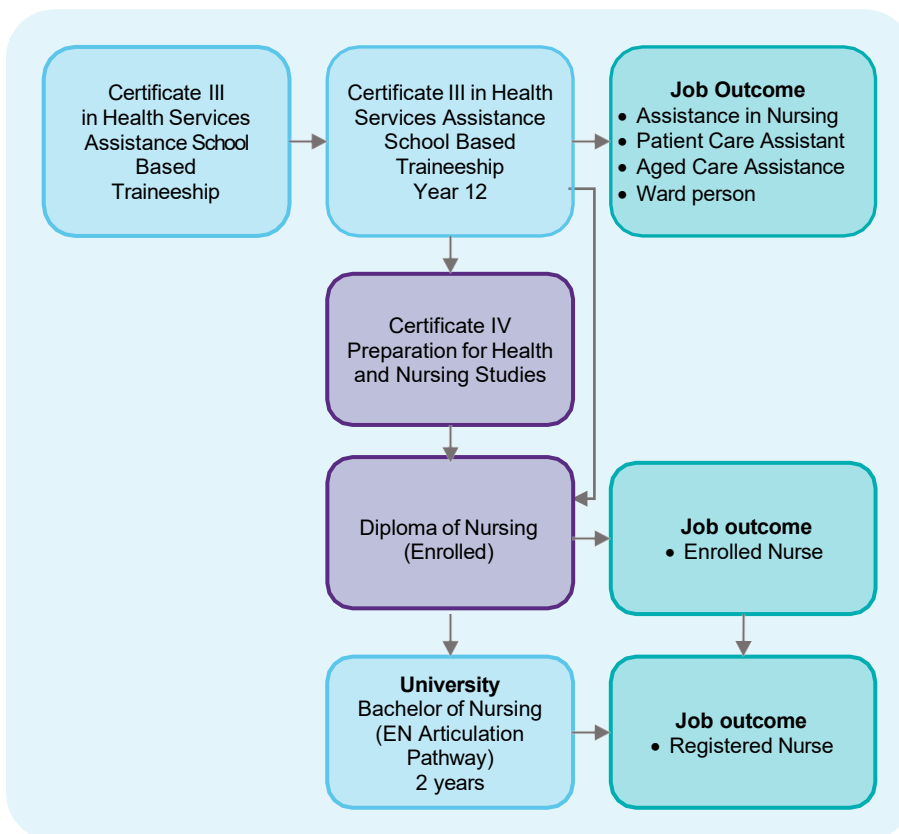 Certificate III
in Health Services
Assistance School
Based
Traineeship
Certificate III in Health
Services Assistance
School Based
Traineeship
Year 12
Job Outcome
• Assistance in Nursing
• Patient Care Assistant
• Aged Care Assistance
• Ward person
Certificate IV
Preparation for Health
and Nursing Studies
Diploma of Nursing
(Enrolled)
Job outcome
• Enrolled Nurse
University
Bachelor of Nursing
(EN Articulation
Pathway)
2 years
Job outcome
• Registered Nurse